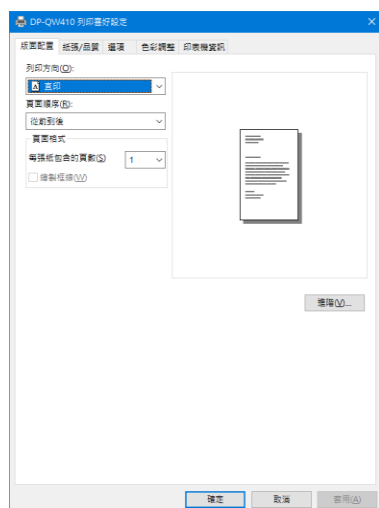 DP-QW410 列印喜好設定
版面配置 紙張/品質 選項 色彩調整 印表機資訊
列印方向(O):
A 直印
頁面順序(R):
從前到後
頁面格式
每張紙包含的頁數(S) 1
繪製框線(W)
進階(V)...
確定 取消 套用(A)